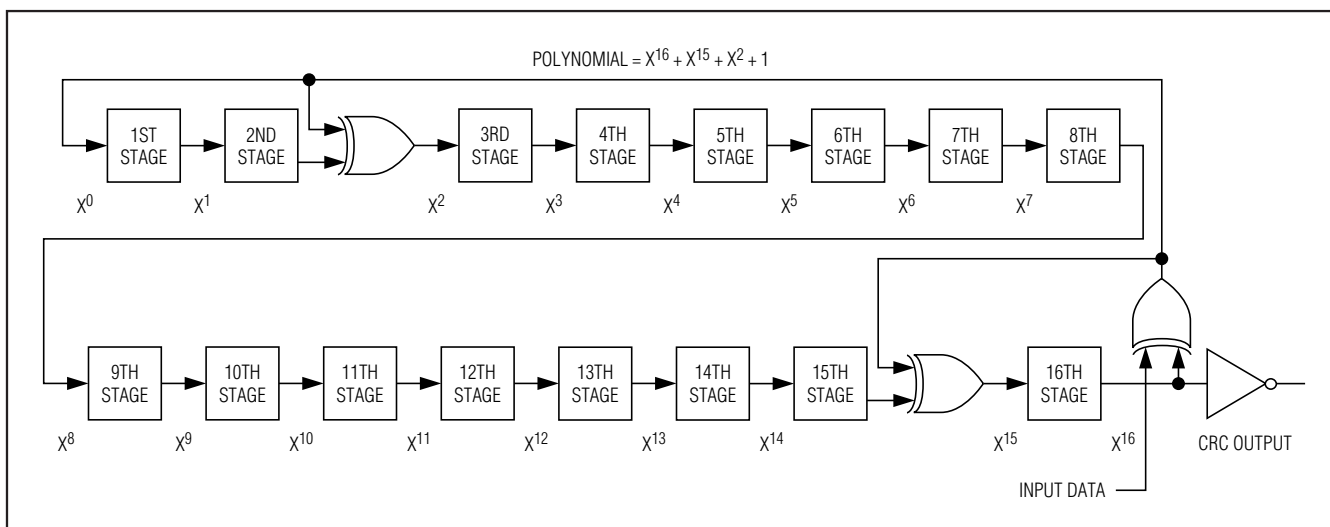 POLYNOMIAL = X¹⁶ + X¹⁵ + X² + 1
1ST
STAGE
2ND
STAGE
3RD
STAGE
4TH
STAGE
5TH
STAGE
6TH
STAGE
7TH
STAGE
8TH
STAGE
X⁰
X¹
X²
X³
X⁴
X⁵
X⁶
X⁷
9TH
STAGE
10TH
STAGE
11TH
STAGE
12TH
STAGE
13TH
STAGE
14TH
STAGE
15TH
STAGE
16TH
STAGE
X⁸
X⁹
X¹⁰
X¹¹
X¹²
X¹³
X¹⁴
X¹⁵
X¹⁶
CRC OUTPUT
INPUT DATA